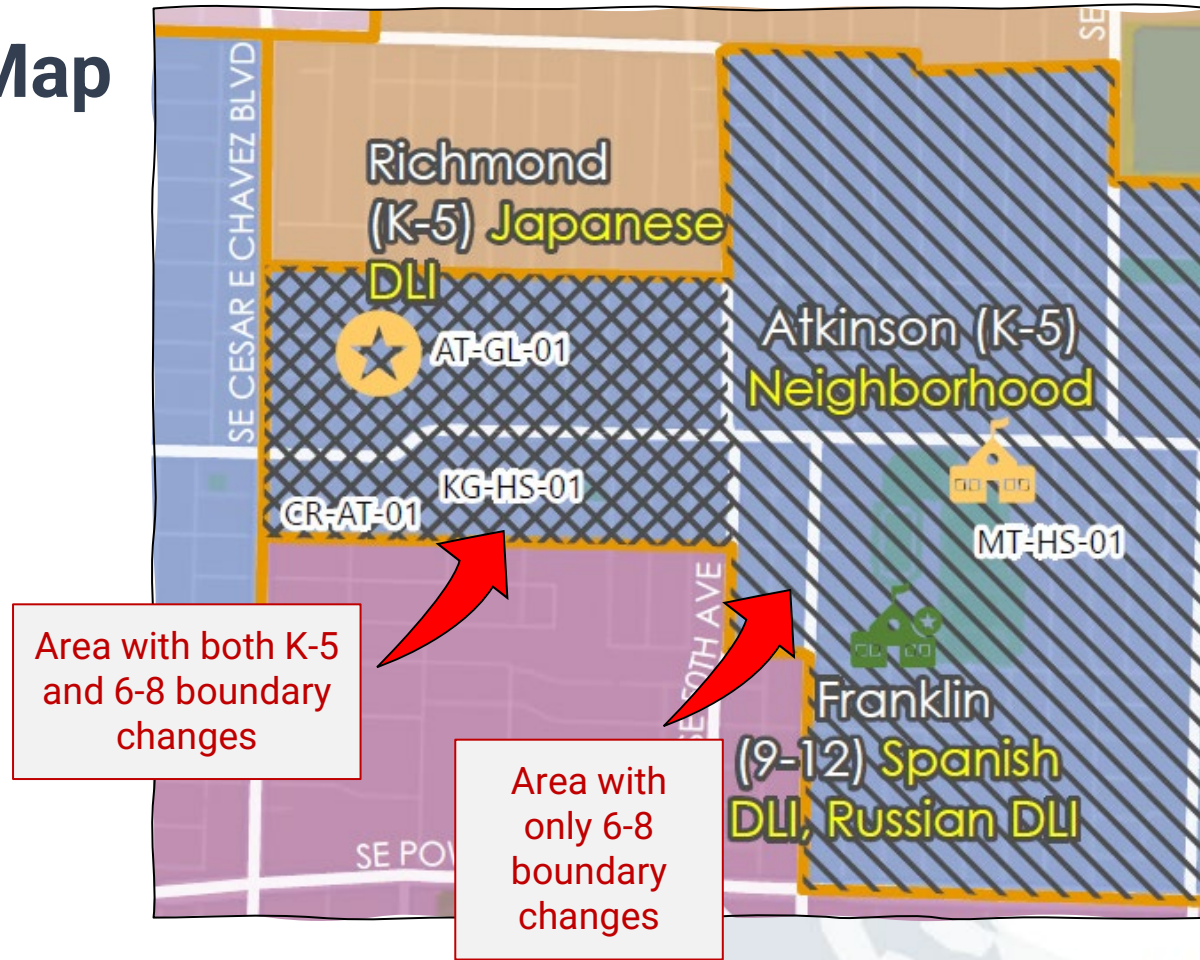 Map
SE CESAR E CHAVEZ BLVD
SE
Richmond
(K-5) Japanese
DLI
AT-GL-01
Atkinson (K-5)
Neighborhood
KG-HS-01
CR-AT-01
MT-HS-01
Area with both K-5
and 6-8 boundary
changes
SE 50TH AVE
Franklin
(9-12) Spanish
DLI, Russian DLI
Area with
only 6-8
boundary
changes
SE POW